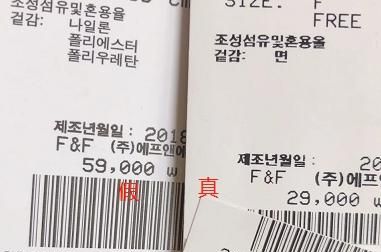 조성섬유및혼용율
겉감: 나일론
폴리에스터
폴리우레탄
제조년월일 : 2018
F&F (주)에프앤에
59,000 w
假
SIZE: F
FREE
조성섬유및혼용율
겉감: 면
제조년월일 : 20
F&F (주)에프앤
29,000 w
真